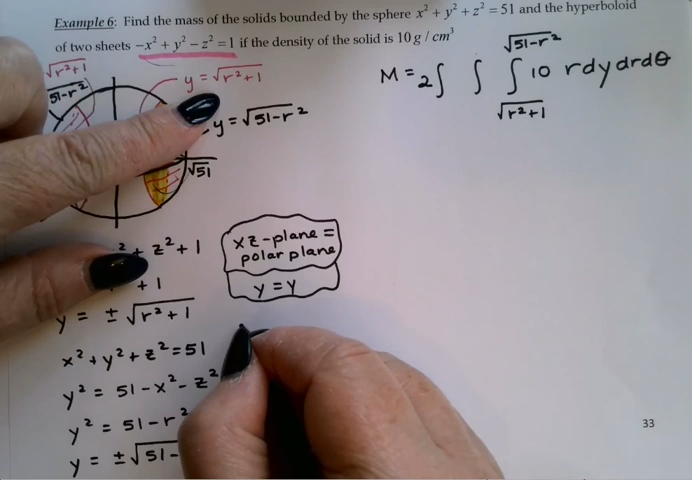 Example 6: Find the mass of the solids bounded by the sphere x² + y² + z² = 51 and the hyperboloid
of two sheets −x² + y² − z² = 1 if the density of the solid is 10 g / cm³
√r²+1
51−r²
y = √r²+1
y = √51−r²
√51
M = 2∫ ∫ ∫ 10 r dy dr dθ
√51−r²
√r²+1
² + z² + 1
+ 1
y = ± √r²+1
xz-plane =
polar plane
y = y
x² + y² + z² = 51
y² = 51 − x² − z²
y² = 51 − r²
y = ± √51 −
33